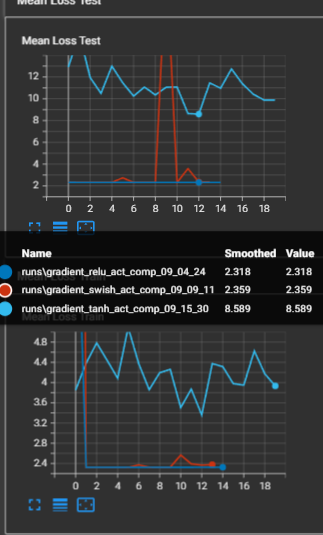 Mean Loss Test
Mean Loss Test
12
10
8
6
4
2
0 2 4 6 8 10 12 14 16 18
Name Smoothed Value
runs\gradient_relu_act_comp_09_04_24 2.318 2.318
runs\gradient_swish_act_comp_09_09_11 2.359 2.359
runs\gradient_tanh_act_comp_09_15_30 8.589 8.589
Mean Loss Train
Mean Loss Train
4.8
4.4
4
3.6
3.2
2.8
2.4
0 2 4 6 8 10 12 14 16 18